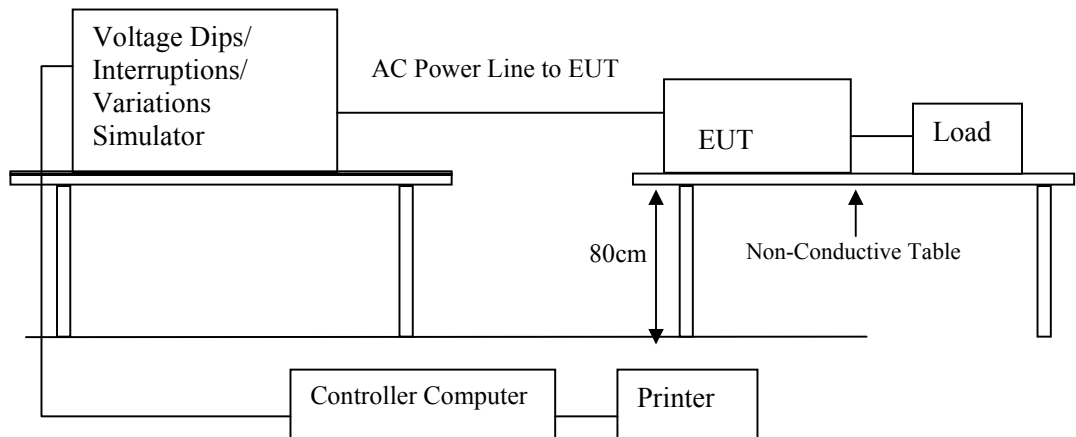 Voltage Dips/
Interruptions/
Variations
Simulator
AC Power Line to EUT
EUT
Load
80cm
Non-Conductive Table
Controller Computer
Printer